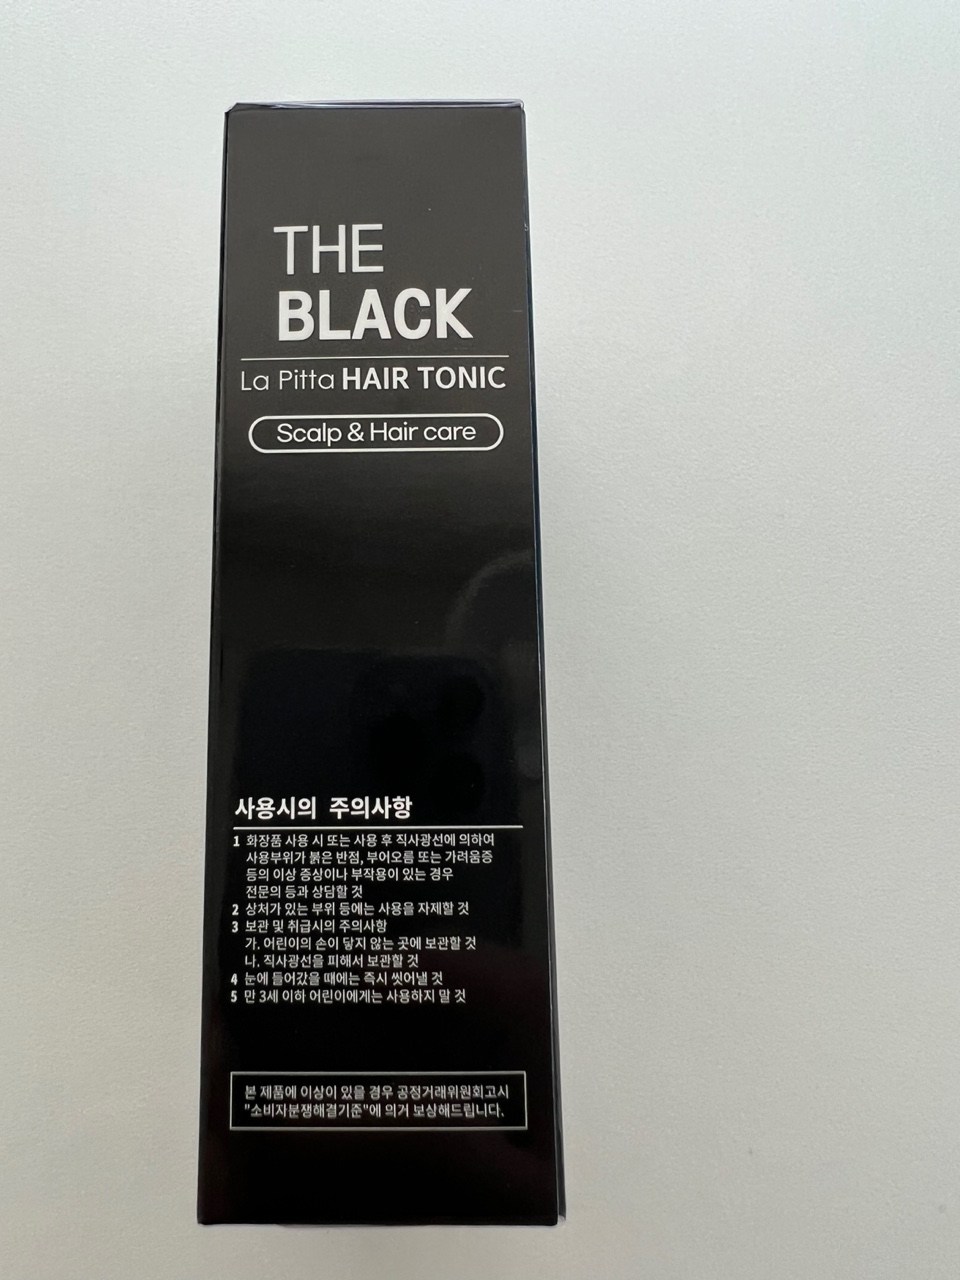 THE
BLACK
La Pitta HAIR TONIC
Scalp & Hair care
사용시의 주의사항
1 화장품 사용 시 또는 사용 후 직사광선에 의하여
사용부위가 붉은 반점, 부어오름 또는 가려움증
등의 이상 증상이나 부작용이 있는 경우
전문의 등과 상담할 것
2 상처가 있는 부위 등에는 사용을 자제할 것
3 보관 및 취급시의 주의사항
가. 어린이의 손이 닿지 않는 곳에 보관할 것
나. 직사광선을 피해서 보관할 것
4 눈에 들어갔을 때에는 즉시 씻어낼 것
5 만 3세 이하 어린이에게는 사용하지 말 것
본 제품에 이상이 있을 경우 공정거래위원회고시
"소비자분쟁해결기준"에 의거 보상해드립니다.